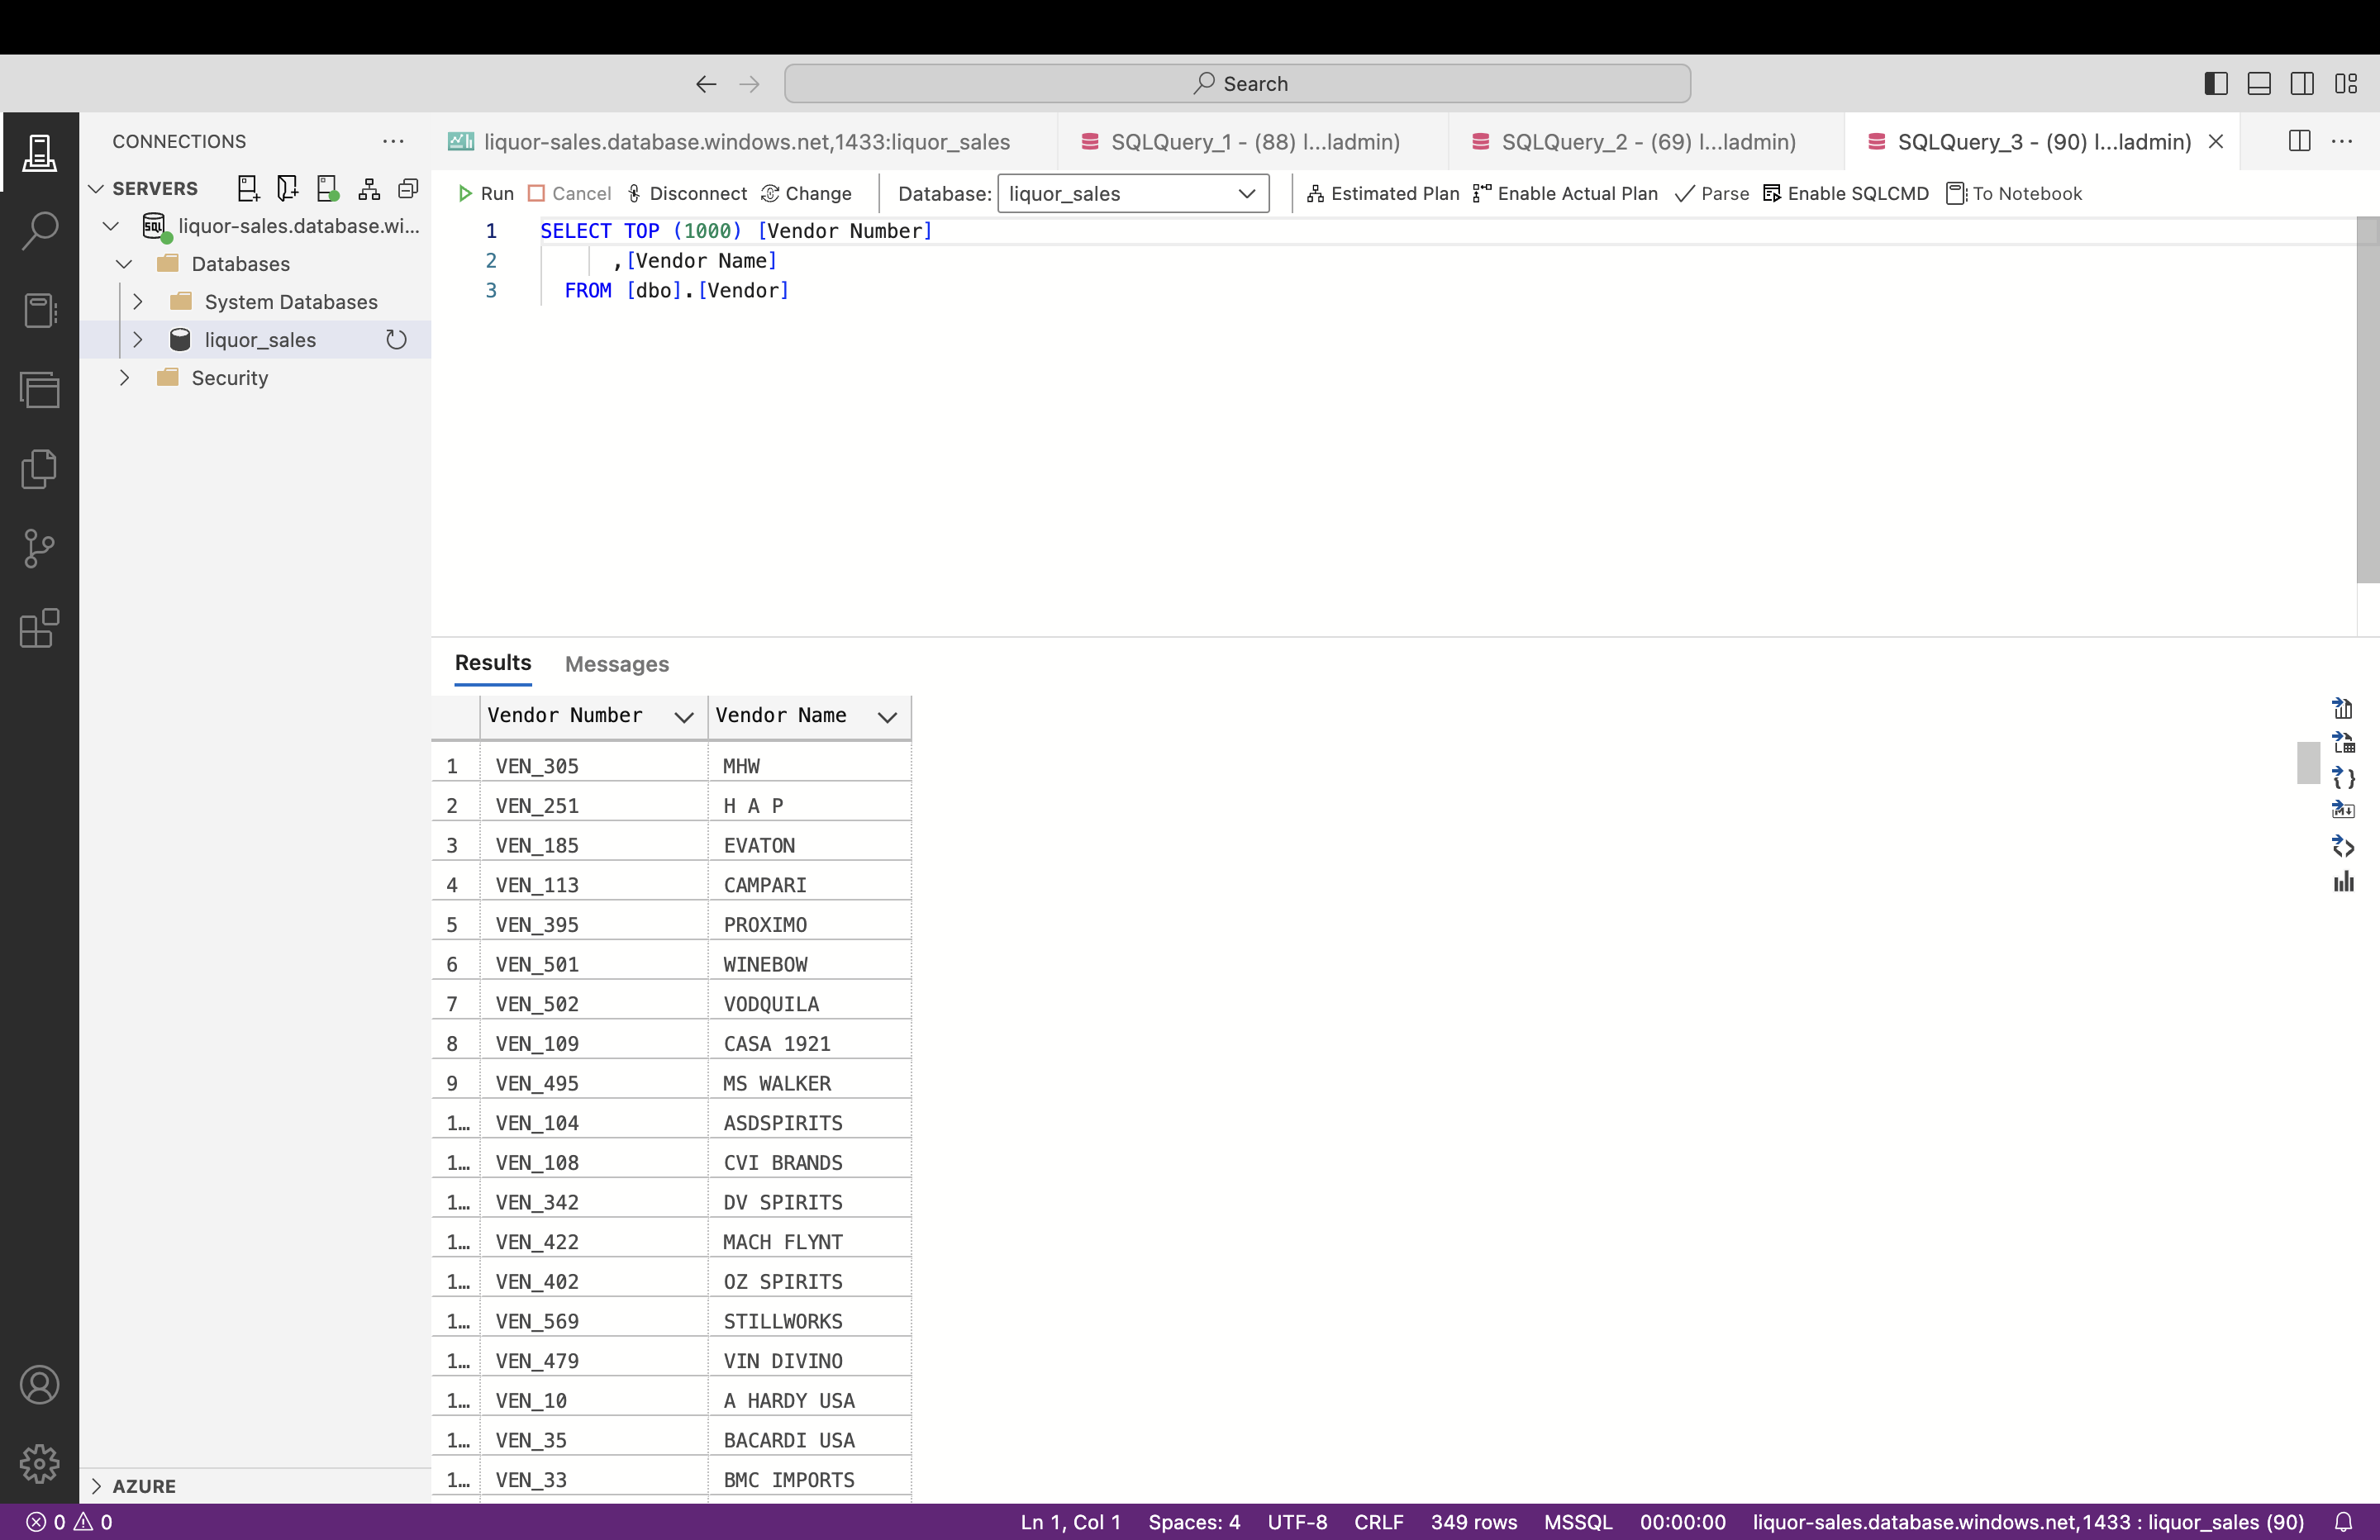 Search
CONNECTIONS
liquor-sales.database.windows.net,1433:liquor_sales
SQLQuery_1 - (88) l...ladmin)
SQLQuery_2 - (69) l...ladmin)
SQLQuery_3 - (90) l...ladmin)
SERVERS
Run
Cancel
Disconnect
Change
Database:
liquor_sales
Estimated Plan
Enable Actual Plan
Parse
Enable SQLCMD
To Notebook
liquor-sales.database.wi...
Databases
System Databases
liquor_sales
Security
1 SELECT TOP (1000) [Vendor Number]
2 ,[Vendor Name]
3 FROM [dbo].[Vendor]
Results
Messages
Vendor Number Vendor Name
1 VEN_305 MHW
2 VEN_251 H A P
3 VEN_185 EVATON
4 VEN_113 CAMPARI
5 VEN_395 PROXIMO
6 VEN_501 WINEBOW
7 VEN_502 VODQUILA
8 VEN_109 CASA 1921
9 VEN_495 MS WALKER
1… VEN_104 ASDSPIRITS
1… VEN_108 CVI BRANDS
1… VEN_342 DV SPIRITS
1… VEN_422 MACH FLYNT
1… VEN_402 OZ SPIRITS
1… VEN_569 STILLWORKS
1… VEN_479 VIN DIVINO
1… VEN_10 A HARDY USA
1… VEN_35 BACARDI USA
1… VEN_33 BMC IMPORTS
AZURE
0 0
Ln 1, Col 1
Spaces: 4
UTF-8
CRLF
349 rows
MSSQL
00:00:00
liquor-sales.database.windows.net,1433 : liquor_sales (90)